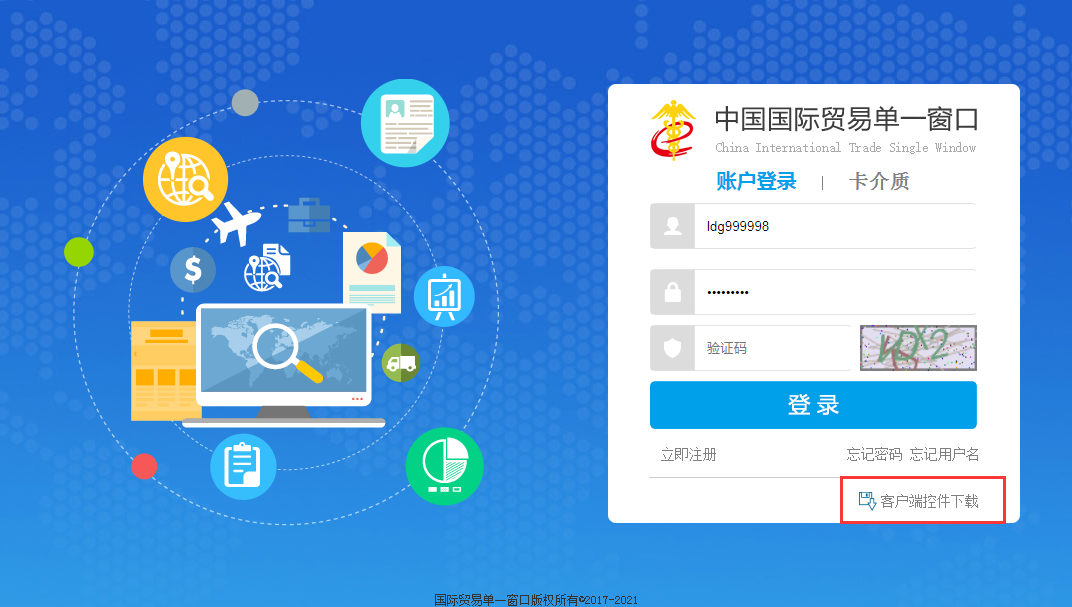 中国国际贸易单一窗口
China International Trade Single Window
账户登录 | 卡介质
ldg999998
•••••••••
验证码
登录
立即注册 忘记密码 忘记用户名
客户端控件下载
$
国际贸易单一窗口版权所有©2017-2021